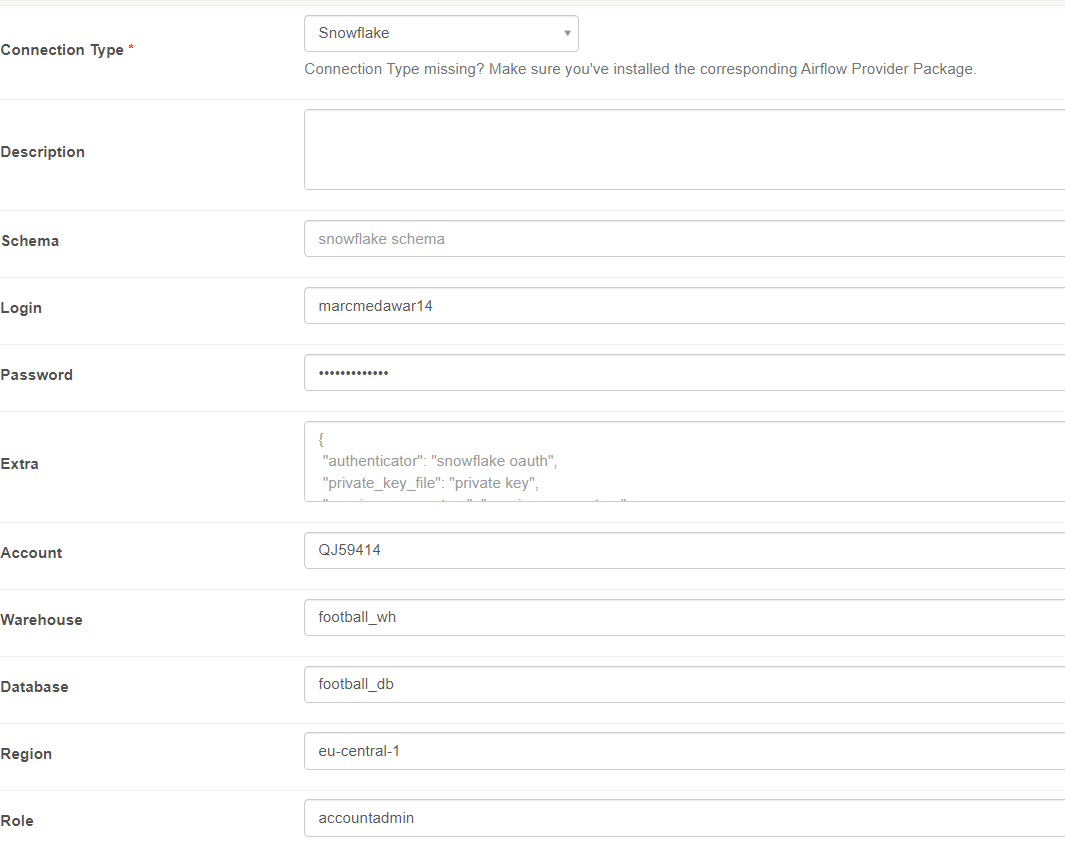 Connection Type *
Snowflake
Connection Type missing? Make sure you've installed the corresponding Airflow Provider Package.
Description
Schema
snowflake schema
Login
marcmedawar14
Password
•••••••••••••
Extra
{
"authenticator": "snowflake oauth",
"private_key_file": "private key",
Account
QJ59414
Warehouse
football_wh
Database
football_db
Region
eu-central-1
Role
accountadmin